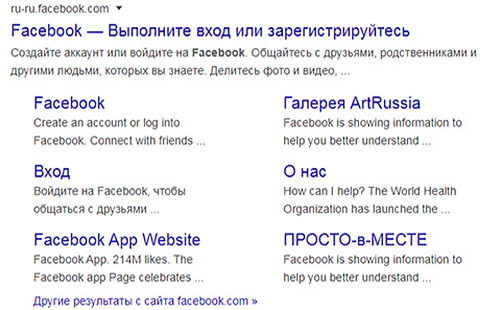 ru-ru.facebook.com
Facebook — Выполните вход или зарегистрируйтесь
Создайте аккаунт или войдите на Facebook. Общайтесь с друзьями, родственниками и
другими людьми, которых вы знаете. Делитесь фото и видео, ...
Facebook
Create an account or log into
Facebook. Connect with friends ...
Галерея ArtRussia
Facebook is showing information to
help you better understand ...
Вход
Войдите на Facebook, чтобы
общаться с друзьями ...
О нас
How can I help? The World Health
Organization has launched the ...
Facebook App Website
Facebook App. 214M likes. The
Facebook app Page celebrates ...
ПРОСТО-в-МЕСТЕ
Facebook is showing information to
help you better understand ...
Другие результаты с сайта facebook.com »